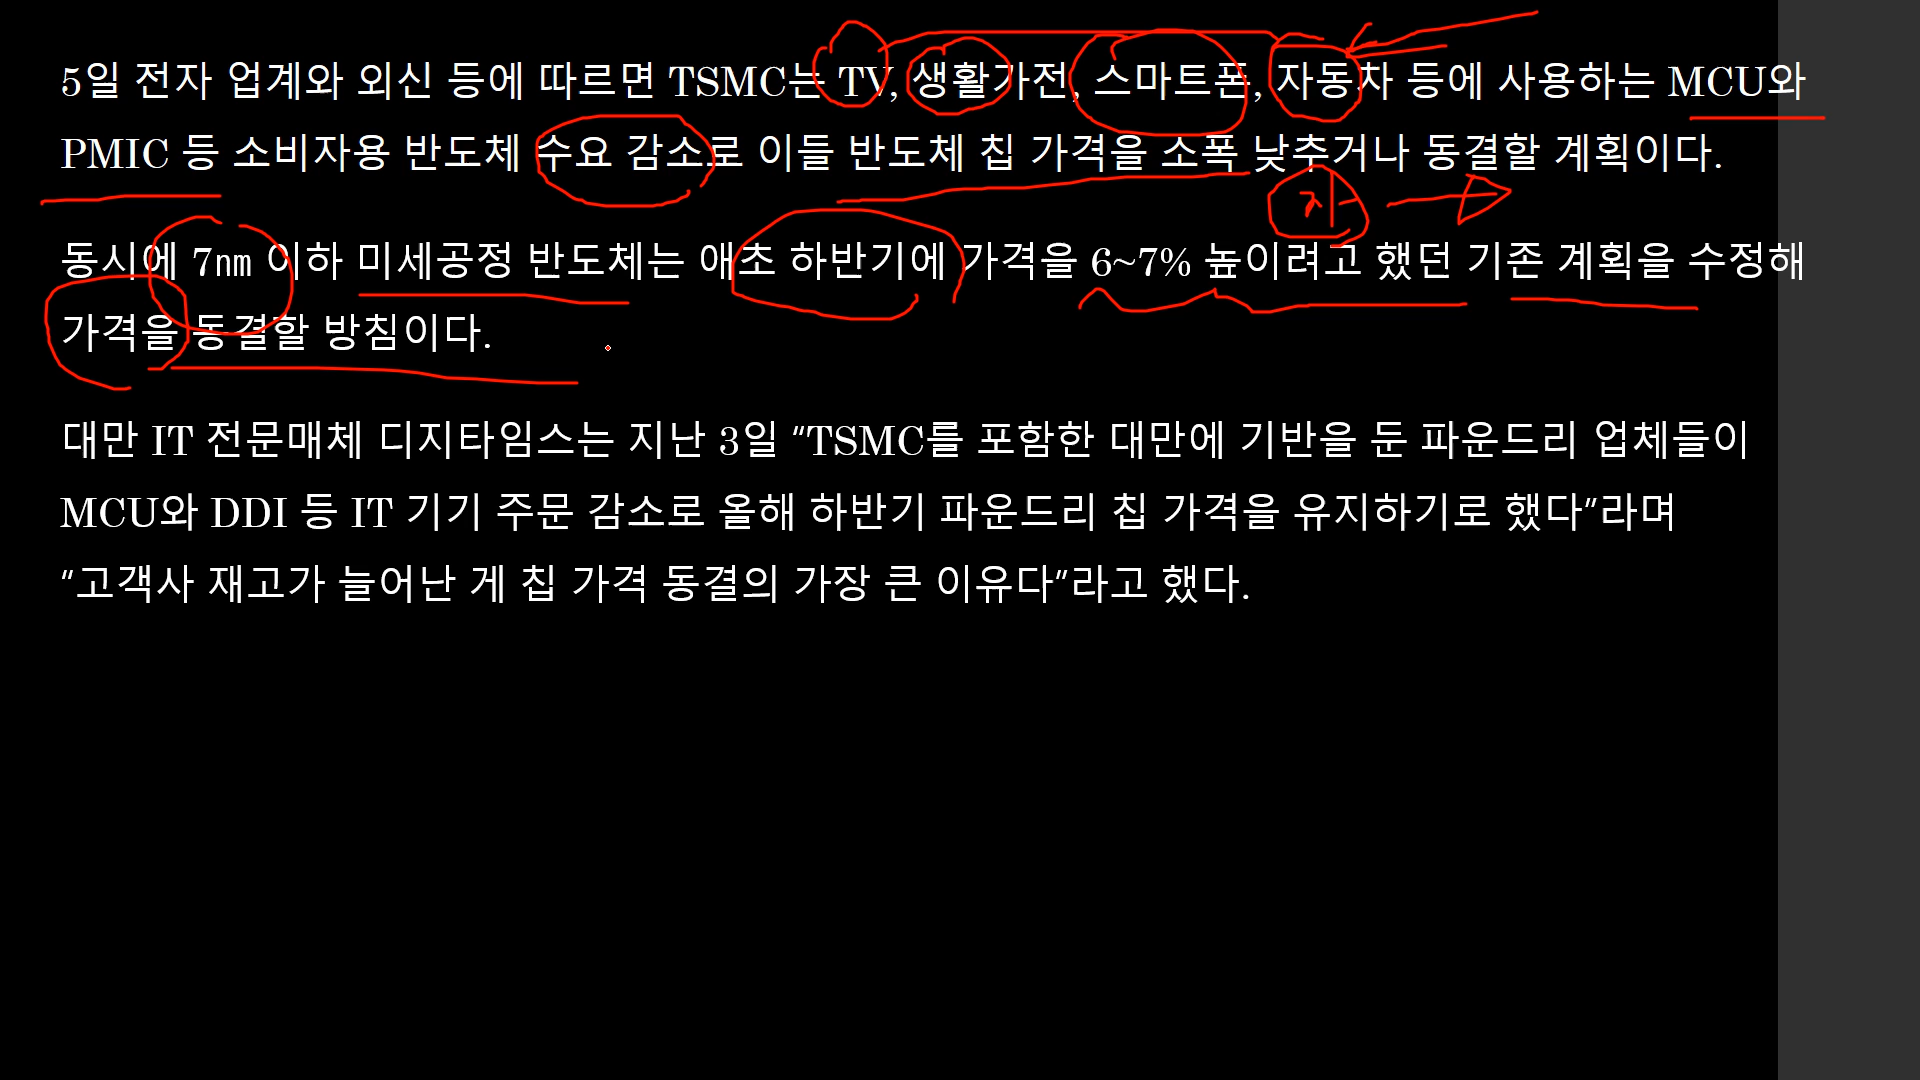 5일 전자 업계와 외신 등에 따르면 TSMC는 TV, 생활가전, 스마트폰, 자동차 등에 사용하는 MCU와
PMIC 등 소비자용 반도체 수요 감소로 이들 반도체 칩 가격을 소폭 낮추거나 동결할 계획이다.
동시에 7㎚ 이하 미세공정 반도체는 애초 하반기에 가격을 6~7% 높이려고 했던 기존 계획을 수정해
가격을 동결할 방침이다.
대만 IT 전문매체 디지타임스는 지난 3일 “TSMC를 포함한 대만에 기반을 둔 파운드리 업체들이
MCU와 DDI 등 IT 기기 주문 감소로 올해 하반기 파운드리 칩 가격을 유지하기로 했다”라며
“고객사 재고가 늘어난 게 칩 가격 동결의 가장 큰 이유다”라고 했다.